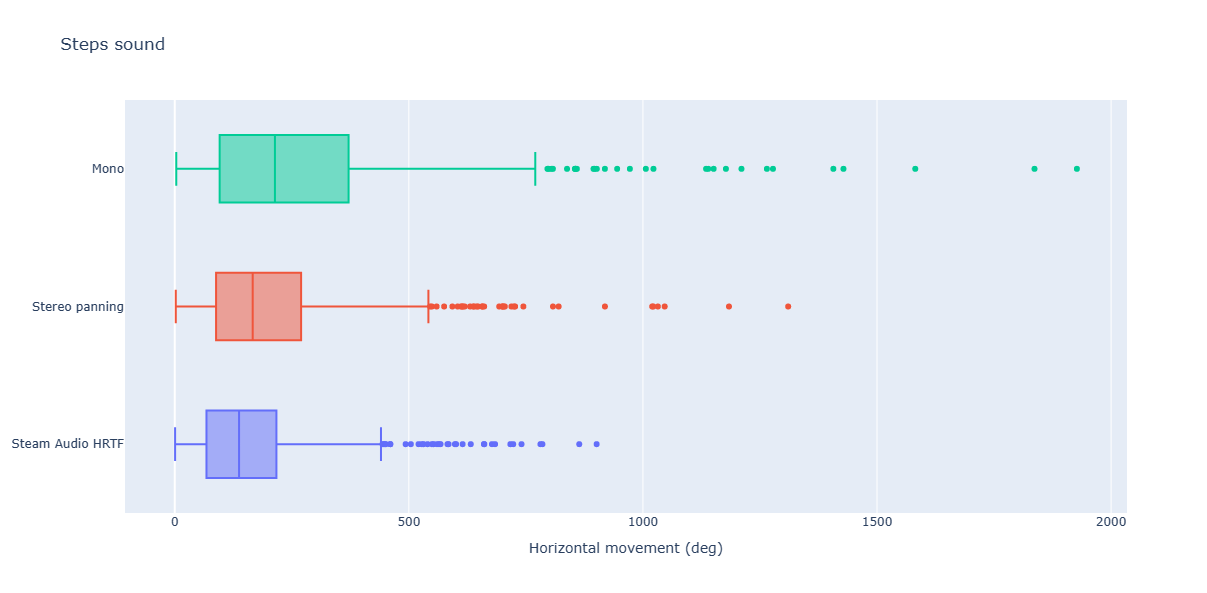 Steps sound
Mono
Stereo panning
Steam Audio HRTF
0 500 1000 1500 2000
Horizontal movement (deg)